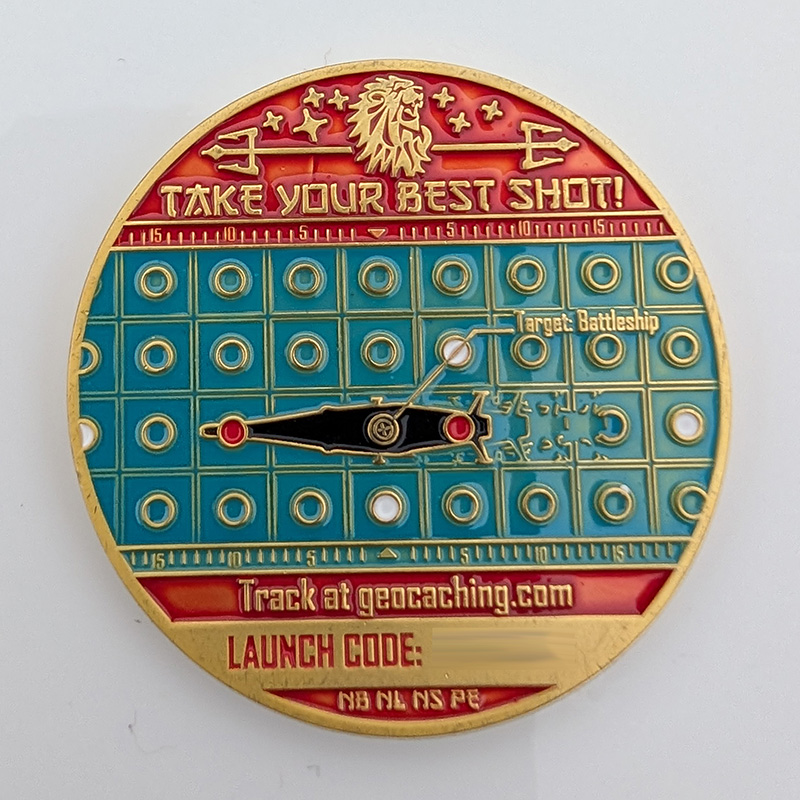 TAKE YOUR BEST SHOT!
15 10 5 5 10 15
Target: Battleship
15 10 5 5 10 15
Track at geocaching.com
LAUNCH CODE:
NB NL NS PE